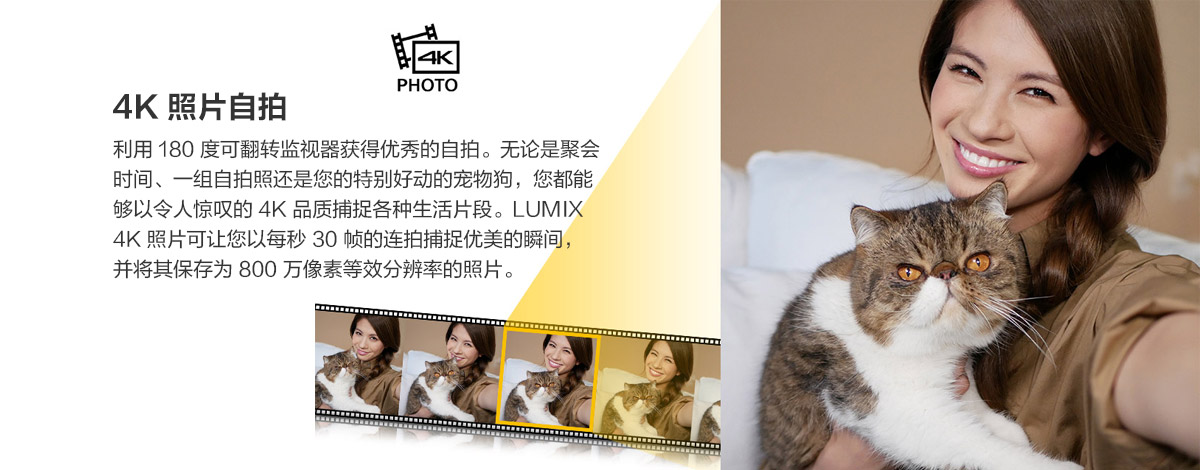 4K
PHOTO
4K 照片自拍
利用 180 度可翻转监视器获得优秀的自拍。无论是聚会
时间、一组自拍照还是您的特别好动的宠物狗，您都能
够以令人惊叹的 4K 品质捕捉各种生活片段。LUMIX
4K 照片可让您以每秒 30 帧的连拍捕捉优美的瞬间，
并将其保存为 800 万像素等效分辨率的照片。